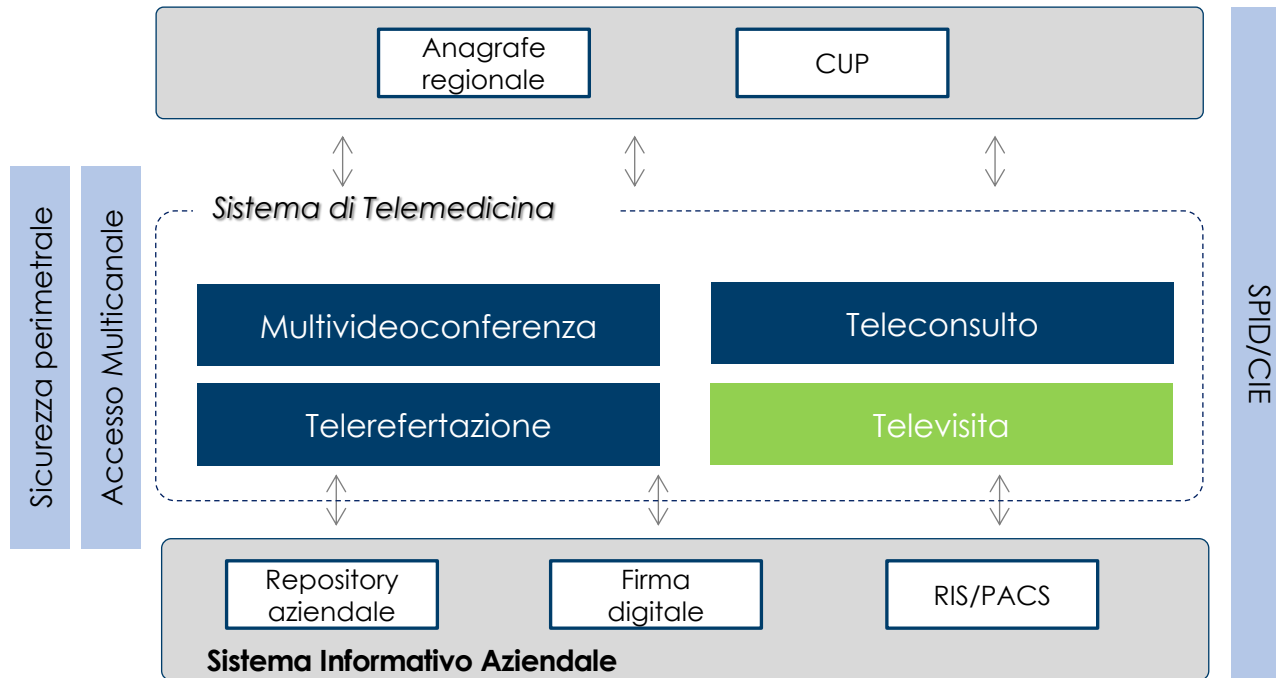 Anagrafe
regionale
CUP
Sicurezza perimetrale
Accesso Multicanale
Sistema di Telemedicina
Multivideoconferenza
Teleconsulto
Telerefertazione
Televisita
SPID/CIE
Repository
aziendale
Firma
digitale
RIS/PACS
Sistema Informativo Aziendale